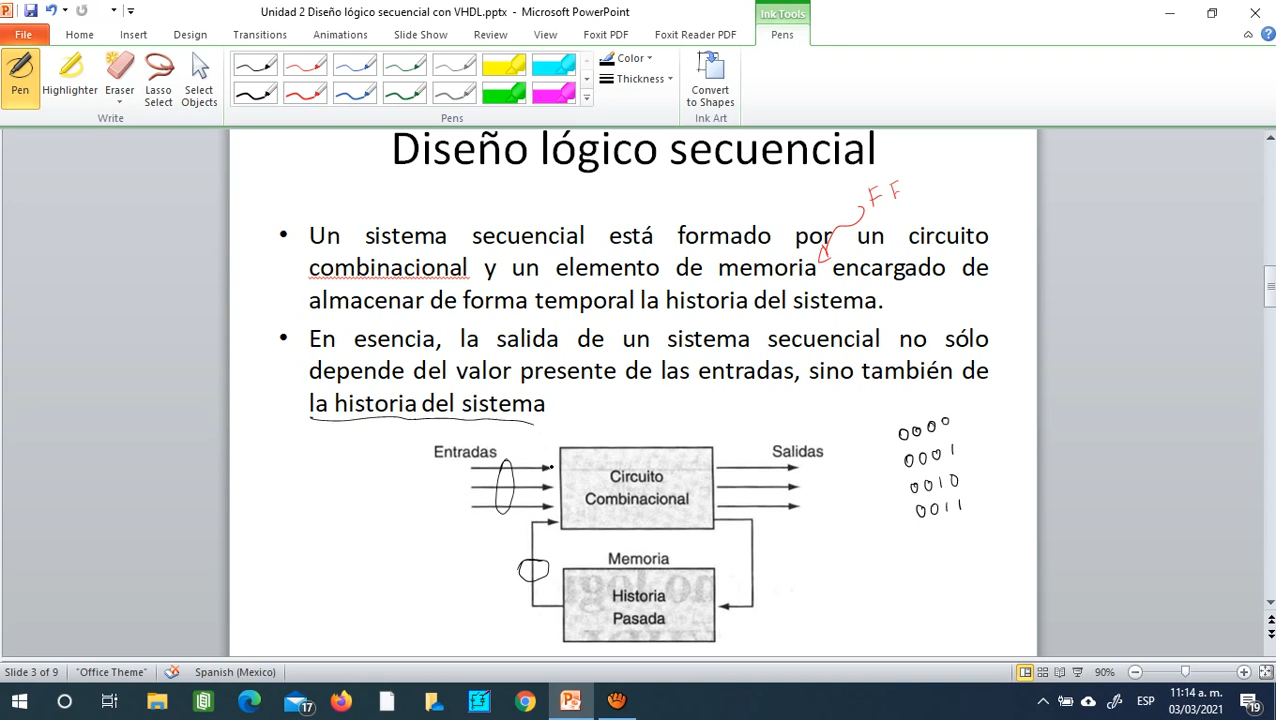 Unidad 2 Diseño lógico secuencial con VHDL.pptx - Microsoft PowerPoint
Ink Tools
File Home Insert Design Transitions Animations Slide Show Review View Foxit PDF Foxit Reader PDF Pens
Pen Highlighter Eraser Lasso Select Select Objects
Color
Thickness
Convert to Shapes
Write Pens Ink Art
Diseño lógico secuencial
F F
• Un sistema secuencial está formado por un circuito
combinacional y un elemento de memoria encargado de
almacenar de forma temporal la historia del sistema.
• En esencia, la salida de un sistema secuencial no sólo
depende del valor presente de las entradas, sino también de
la historia del sistema
Entradas
Circuito
Combinacional
Salidas
Memoria
Historia
Pasada
0000
0001
0010
0011
Slide 3 of 9 "Office Theme" Spanish (Mexico) 90%
17
ESP
11:14 a. m.
03/03/2021
19